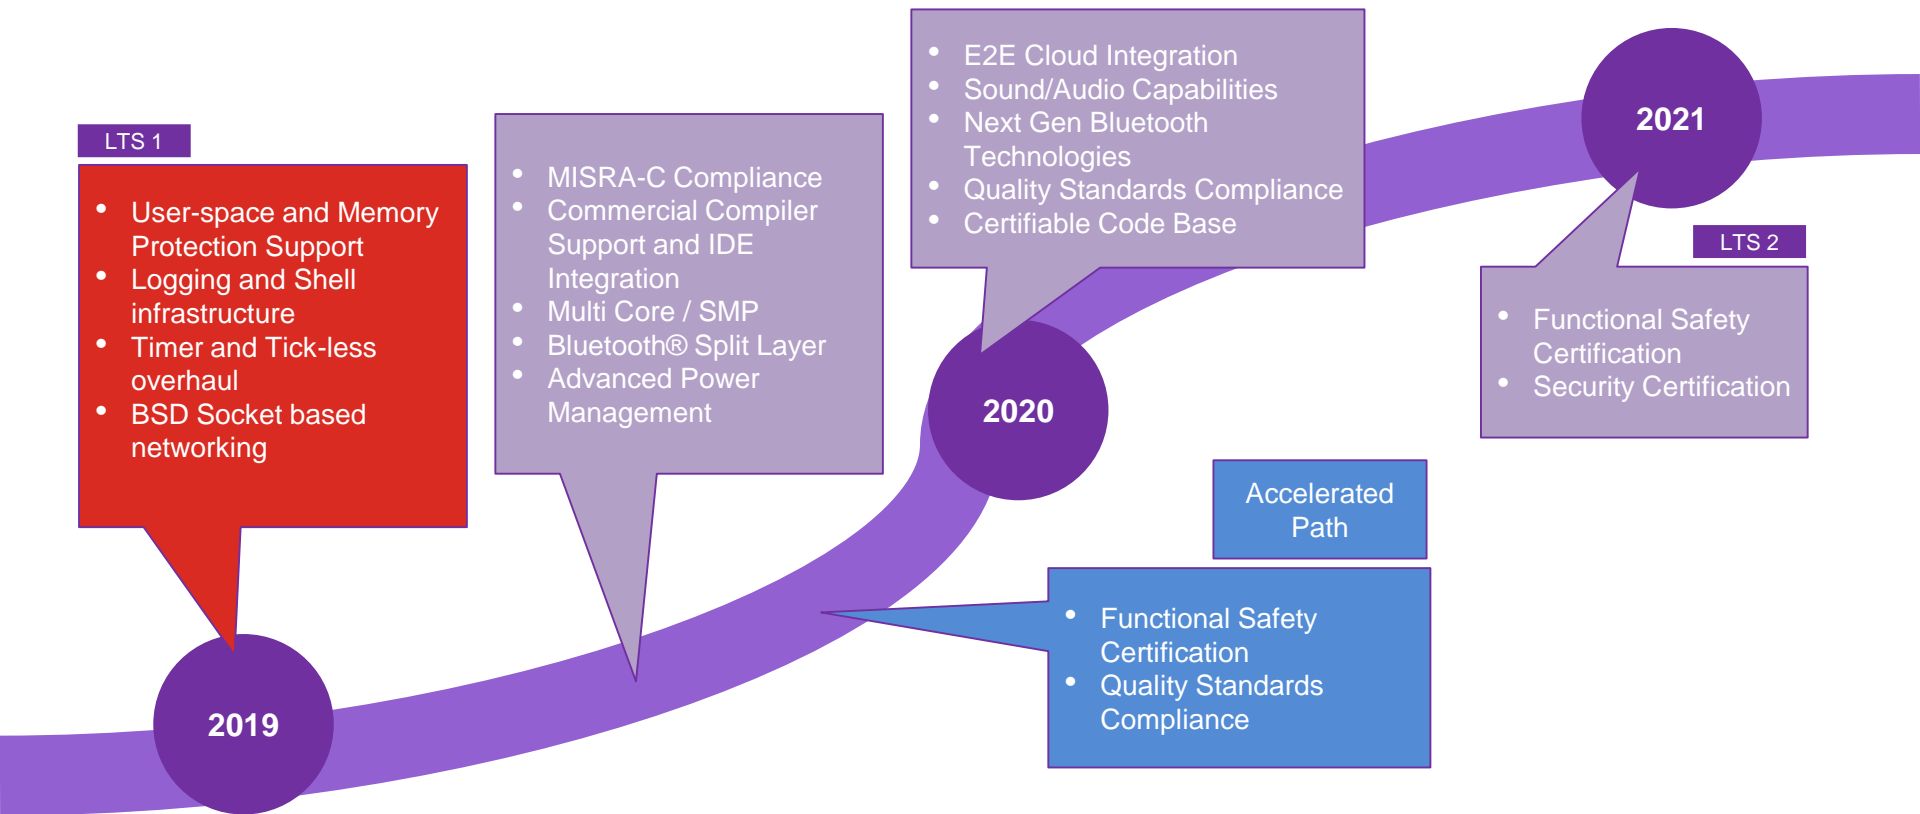 LTS 1
• User-space and Memory
Protection Support
• Logging and Shell
infrastructure
• Timer and Tick-less
overhaul
• BSD Socket based
networking
2019
• MISRA-C Compliance
• Commercial Compiler
Support and IDE
Integration
• Multi Core / SMP
• Bluetooth® Split Layer
• Advanced Power
Management
• E2E Cloud Integration
• Sound/Audio Capabilities
• Next Gen Bluetooth
Technologies
• Quality Standards Compliance
• Certifiable Code Base
2020
Accelerated
Path
• Functional Safety
Certification
• Quality Standards
Compliance
2021
LTS 2
• Functional Safety
Certification
• Security Certification